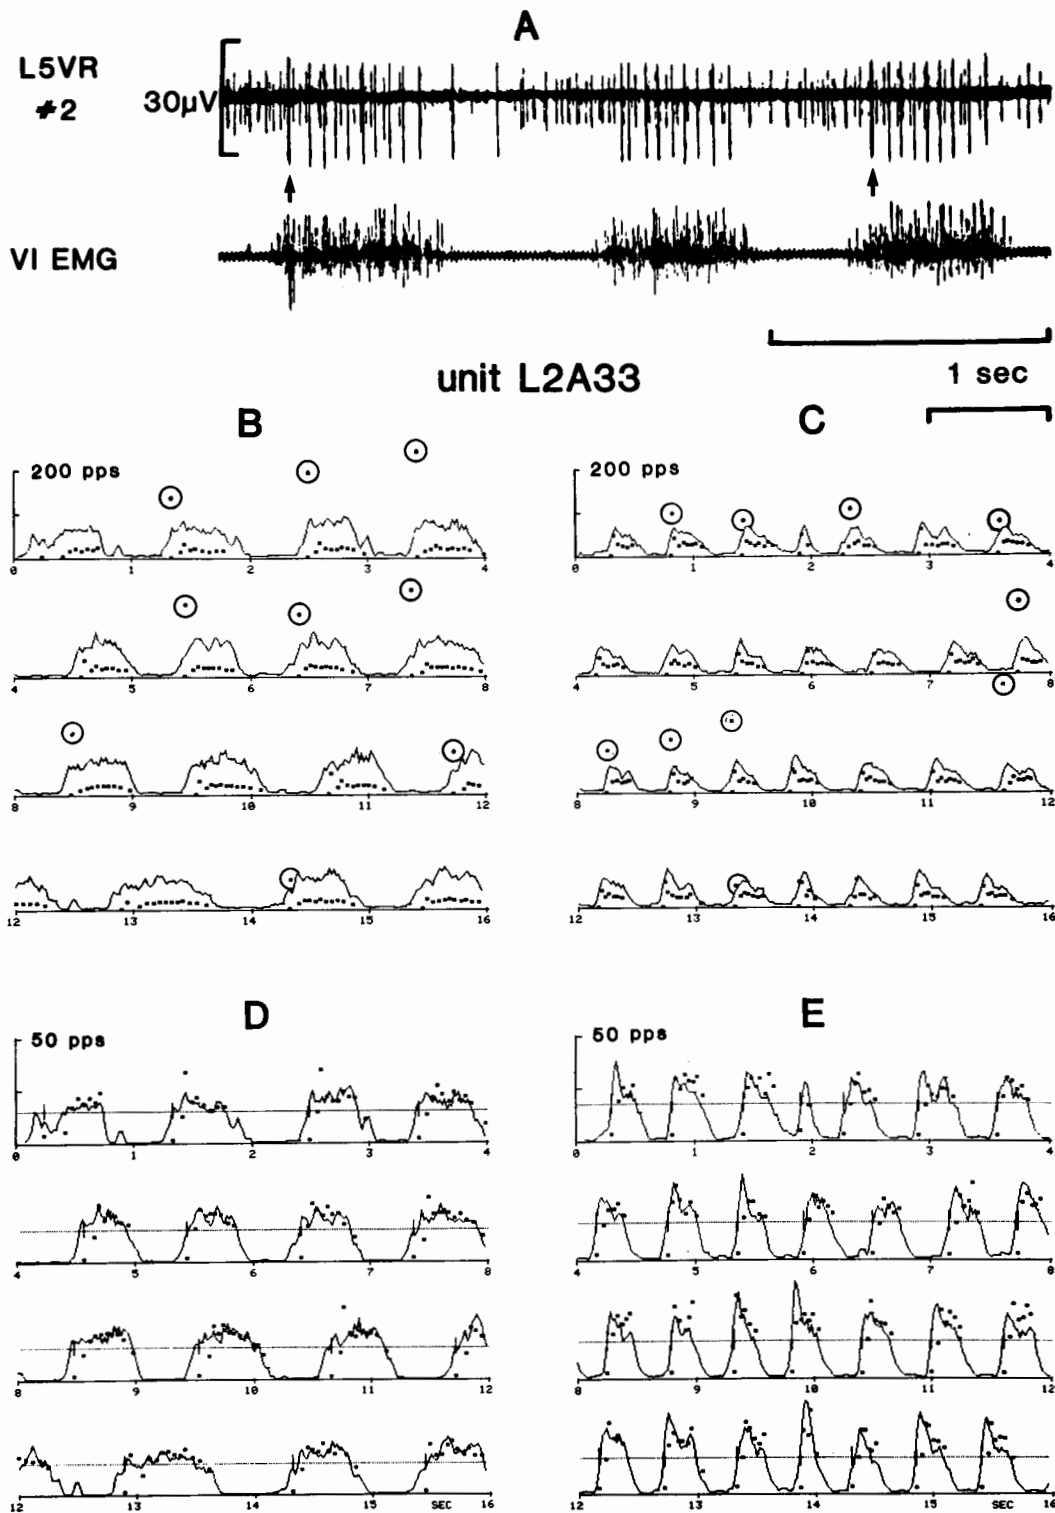 A
L5VR
#2
30µV
VI EMG
1 sec
unit L2A33
B
C
200 pps
200 pps
0 1 2 3 4
0 1 2 3 4
4 5 6 7 8
4 5 6 7 8
8 9 10 11 12
8 9 10 11 12
12 13 14 15 16
12 13 14 15 16
D
E
50 pps
50 pps
0 1 2 3 4
0 1 2 3 4
4 5 6 7 8
4 5 6 7 8
8 9 10 11 12
8 9 10 11 12
12 13 14 15 SEC 16
12 13 14 15 SEC 16